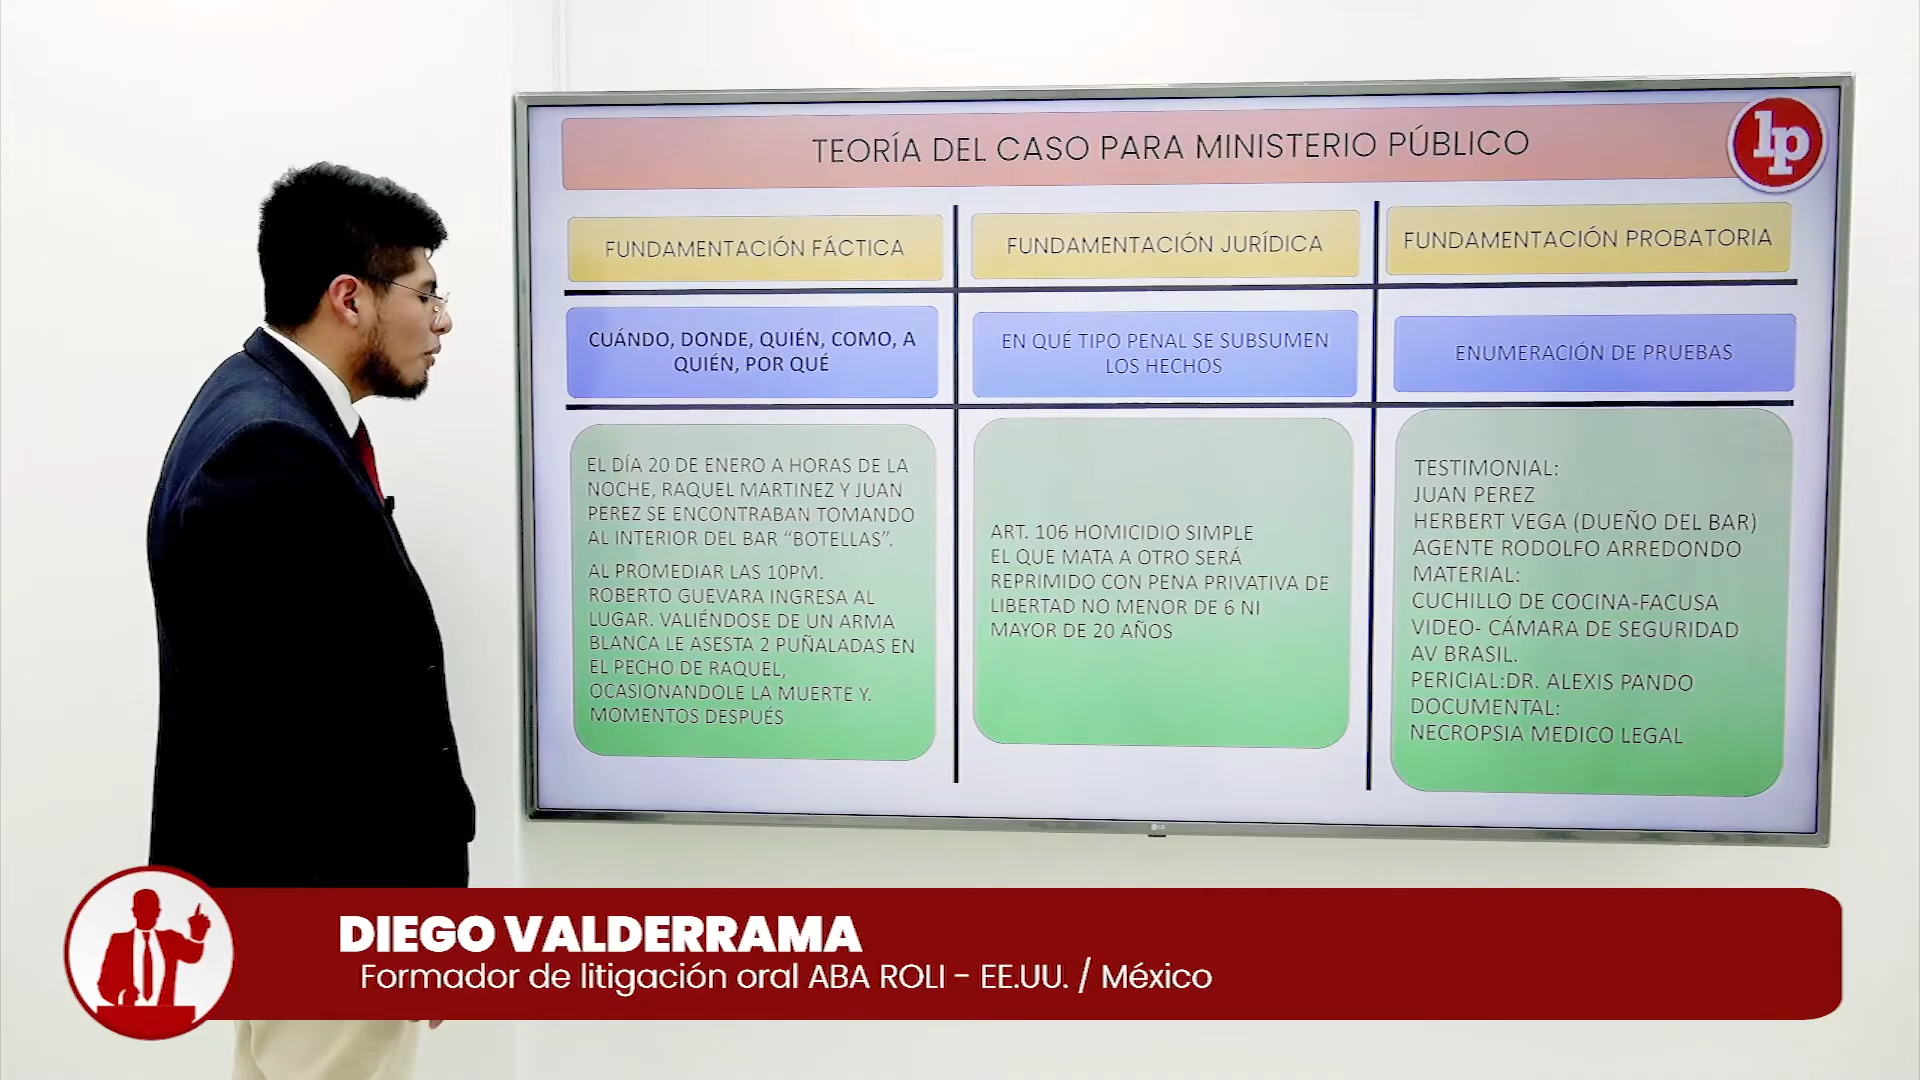 TEORÍA DEL CASO PARA MINISTERIO PÚBLICO
lp
FUNDAMENTACIÓN FÁCTICA
FUNDAMENTACIÓN JURÍDICA
FUNDAMENTACIÓN PROBATORIA
CUÁNDO, DONDE, QUIÉN, COMO, A
QUIÉN, POR QUÉ
EN QUÉ TIPO PENAL SE SUBSUMEN
LOS HECHOS
ENUMERACIÓN DE PRUEBAS
EL DÍA 20 DE ENERO A HORAS DE LA
NOCHE, RAQUEL MARTINEZ Y JUAN
PEREZ SE ENCONTRABAN TOMANDO
AL INTERIOR DEL BAR “BOTELLAS”.
AL PROMEDIAR LAS 10PM.
ROBERTO GUEVARA INGRESA AL
LUGAR. VALIÉNDOSE DE UN ARMA
BLANCA LE ASESTA 2 PUÑALADAS EN
EL PECHO DE RAQUEL,
OCASIONANDOLE LA MUERTE Y.
MOMENTOS DESPUÉS
ART. 106 HOMICIDIO SIMPLE
EL QUE MATA A OTRO SERÁ
REPRIMIDO CON PENA PRIVATIVA DE
LIBERTAD NO MENOR DE 6 NI
MAYOR DE 20 AÑOS
TESTIMONIAL:
JUAN PEREZ
HERBERT VEGA (DUEÑO DEL BAR)
AGENTE RODOLFO ARREDONDO
MATERIAL:
CUCHILLO DE COCINA-FACUSA
VIDEO- CÁMARA DE SEGURIDAD
AV BRASIL.
PERICIAL:DR. ALEXIS PANDO
DOCUMENTAL:
NECROPSIA MEDICO LEGAL
LG
DIEGO VALDERRAMA
Formador de litigación oral ABA ROLI - EE.UU. / México